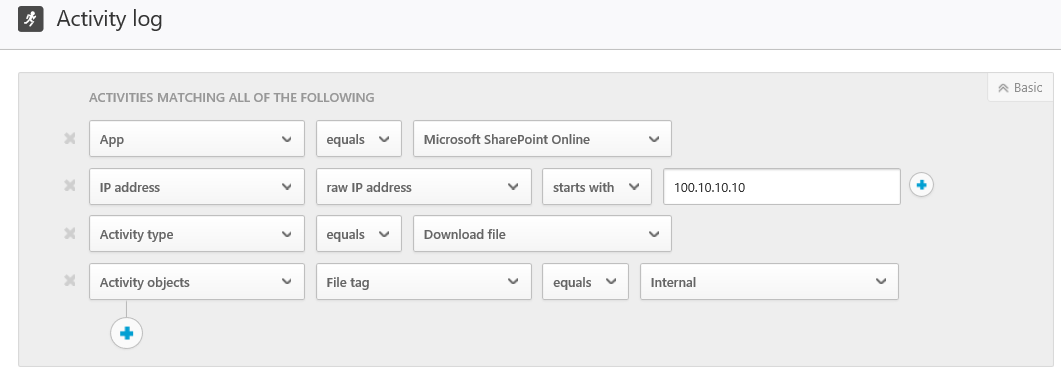 Activity log
Basic
ACTIVITIES MATCHING ALL OF THE FOLLOWING
App equals Microsoft SharePoint Online
IP address raw IP address starts with 100.10.10.10
Activity type equals Download file
Activity objects File tag equals Internal